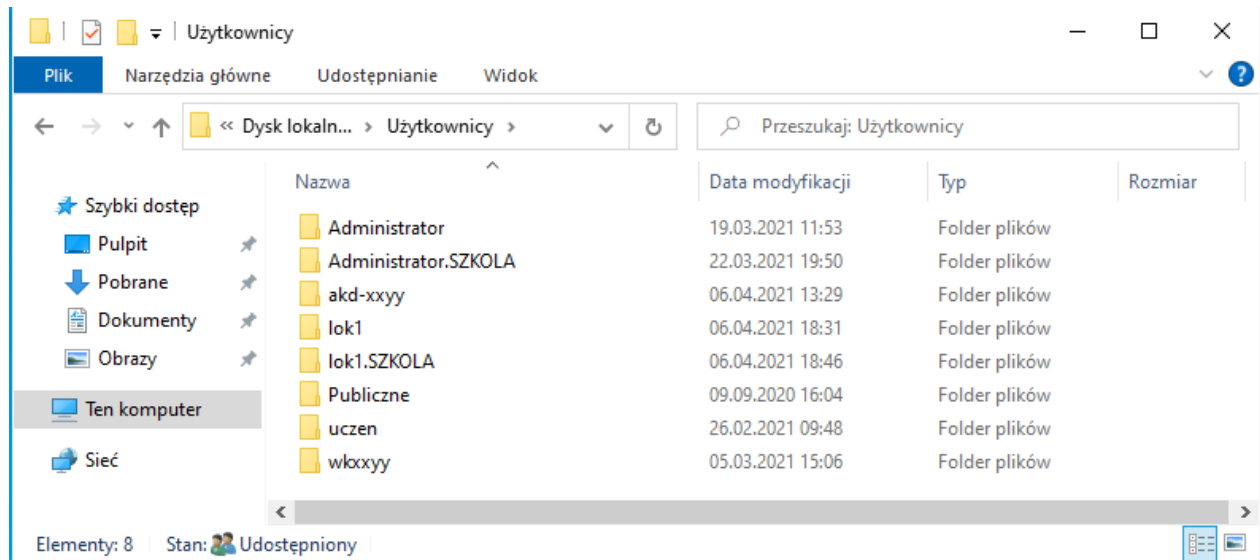 Użytkownicy
Plik Narzędzia główne Udostępnianie Widok
« Dysk lokaln... › Użytkownicy › Przeszukaj: Użytkownicy
Szybki dostęp
Pulpit
Pobrane
Dokumenty
Obrazy
Ten komputer
Sieć
Nazwa Data modyfikacji Typ Rozmiar
Administrator 19.03.2021 11:53 Folder plików
Administrator.SZKOLA 22.03.2021 19:50 Folder plików
akd-xxyy 06.04.2021 13:29 Folder plików
lok1 06.04.2021 18:31 Folder plików
lok1.SZKOLA 06.04.2021 18:46 Folder plików
Publiczne 09.09.2020 16:04 Folder plików
uczen 26.02.2021 09:48 Folder plików
wkxxyy 05.03.2021 15:06 Folder plików
Elementy: 8 Stan: Udostępniony